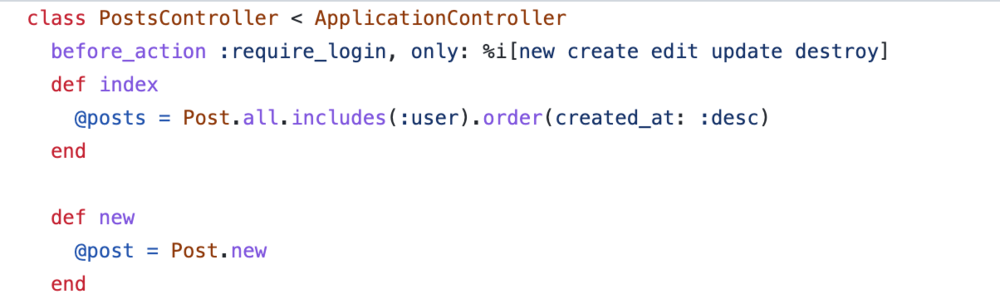 class PostsController < ApplicationController
  before_action :require_login, only: %i[new create edit update destroy]
  def index
    @posts = Post.all.includes(:user).order(created_at: :desc)
  end

  def new
    @post = Post.new
  end